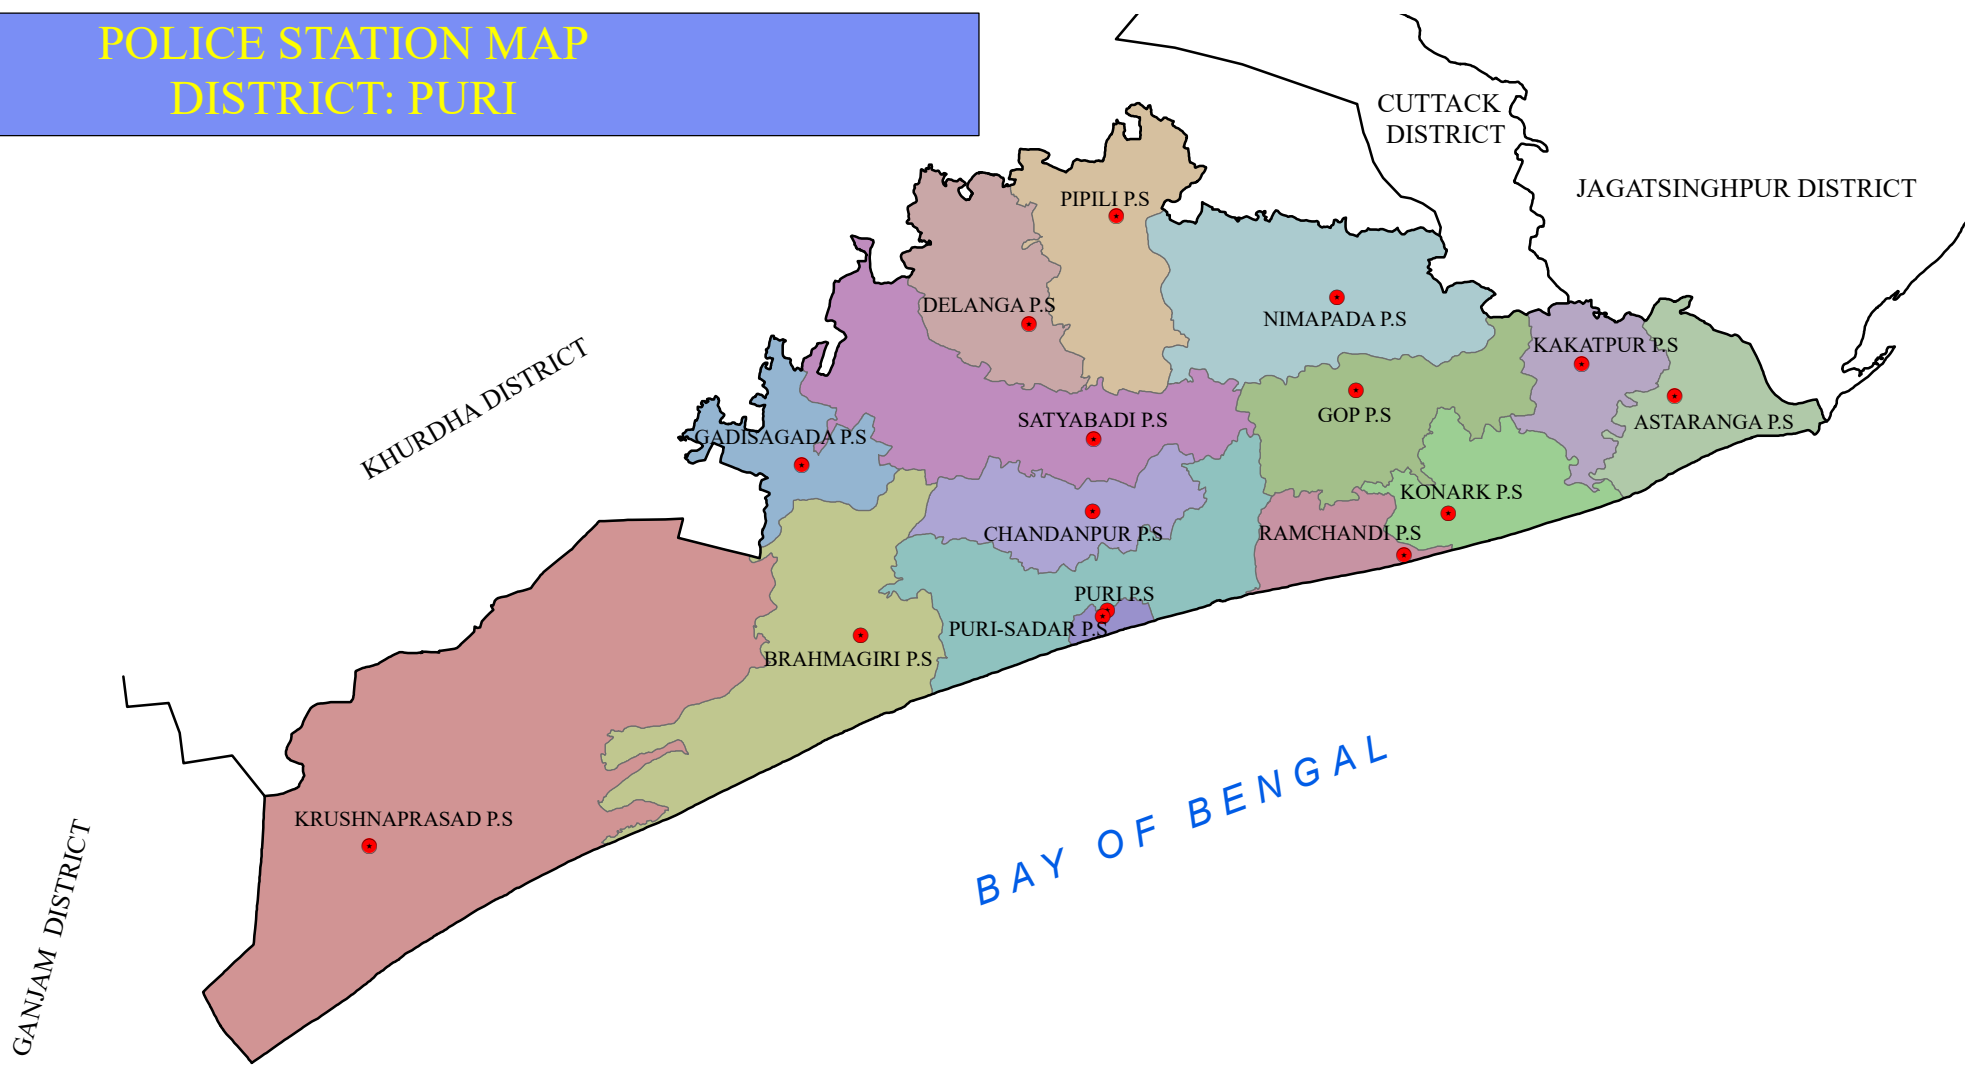 POLICE STATION MAP
DISTRICT: PURI
CUTTACK
DISTRICT
JAGATSINGHPUR DISTRICT
PIPILI P.S
DELANGA P.S
NIMAPADA P.S
KHURDHA DISTRICT
KAKATPUR P.S
GADISAGADA P.S
SATYABADI P.S
GOP P.S
ASTARANGA P.S
KONARK P.S
CHANDANPUR P.S
RAMCHANDI P.S
PURI P.S
PURI-SADAR P.S
BRAHMAGIRI P.S
KRUSHNAPRASAD P.S
BAY OF BENGAL
GANJAM DISTRICT